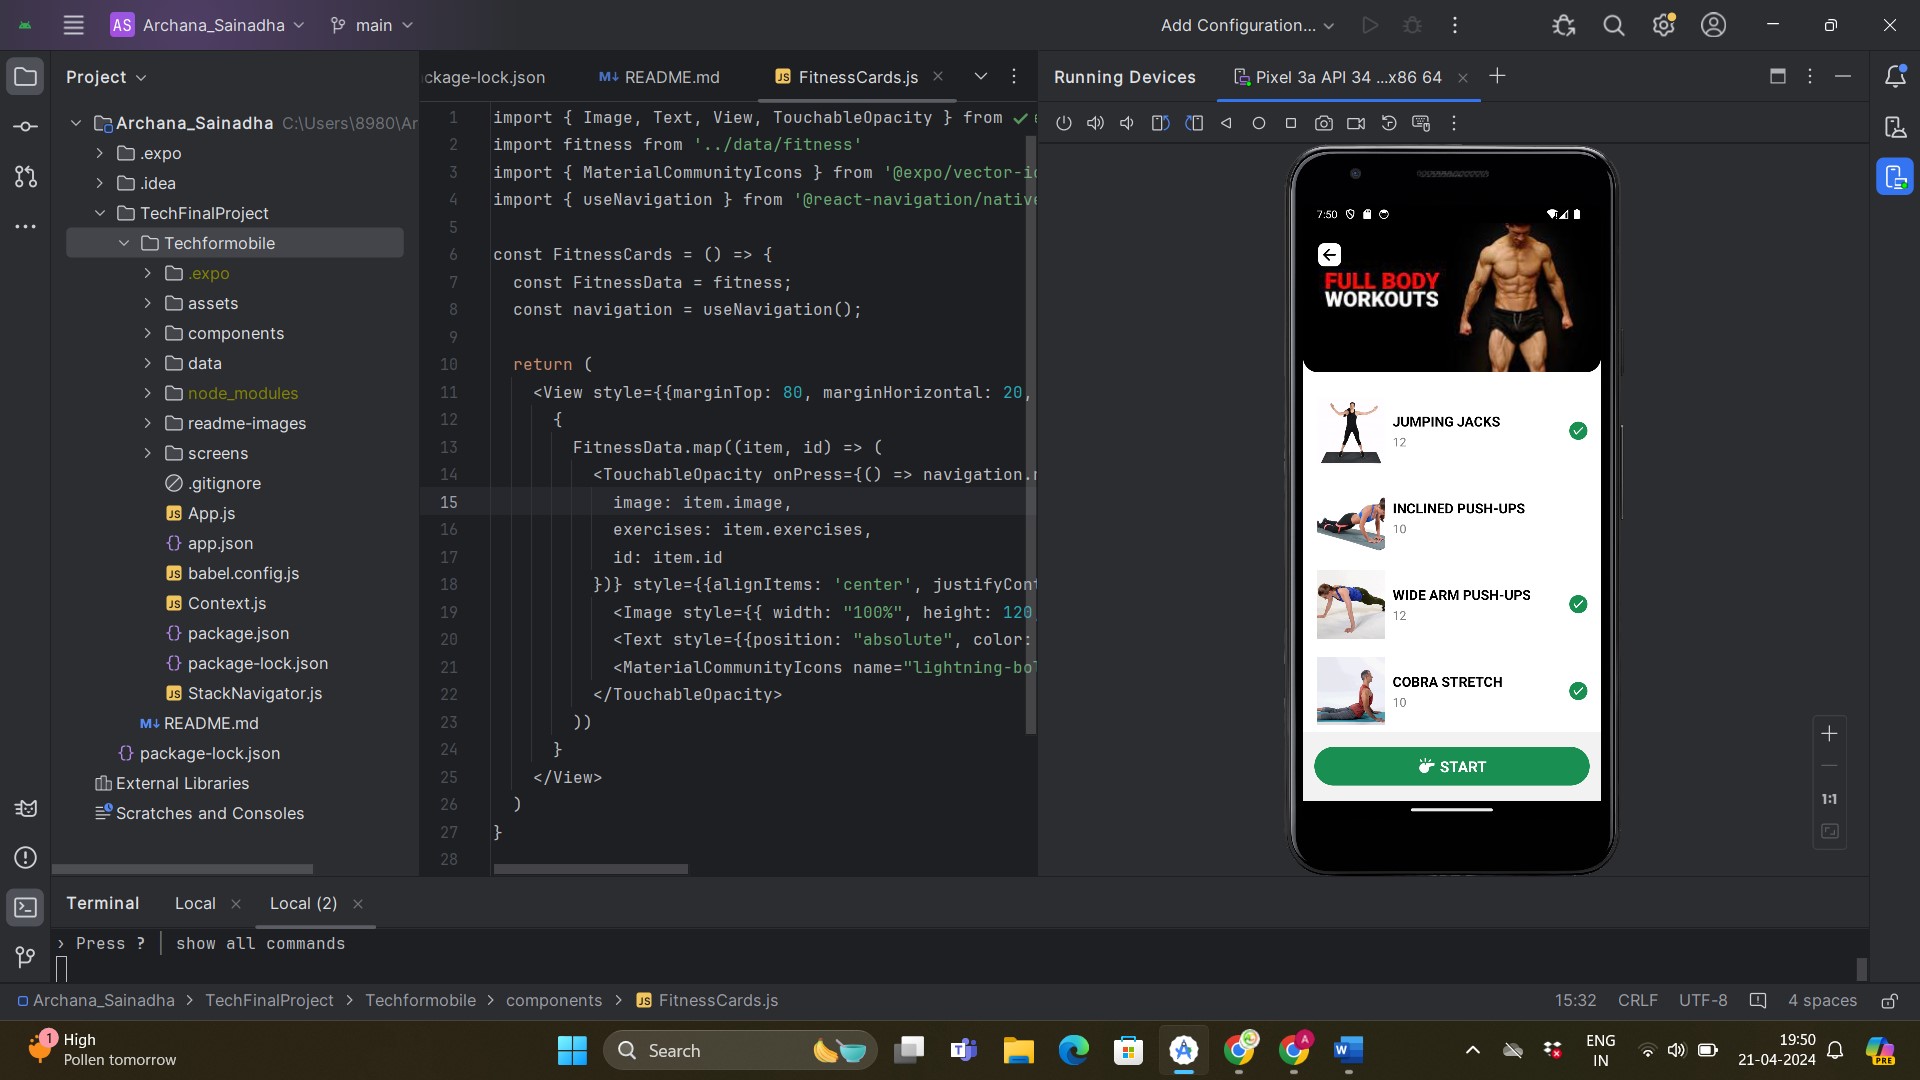 AS Archana_Sainadha main Add Configuration...
Project
ckage-lock.json README.md FitnessCards.js
Running Devices Pixel 3a API 34 ...x86 64
Archana_Sainadha C:\Users\8980\Ar
.expo
.idea
TechFinalProject
Techformobile
.expo
assets
components
data
node_modules
readme-images
screens
.gitignore
App.js
app.json
babel.config.js
Context.js
package.json
package-lock.json
StackNavigator.js
README.md
package-lock.json
External Libraries
Scratches and Consoles
1 import { Image, Text, View, TouchableOpacity } from
2 import fitness from '../data/fitness'
3 import { MaterialCommunityIcons } from '@expo/vector-ic
4 import { useNavigation } from '@react-navigation/native
5
6 const FitnessCards = () => {
7 const FitnessData = fitness;
8 const navigation = useNavigation();
9
10 return (
11 <View style={{marginTop: 80, marginHorizontal: 20,
12 {
13 FitnessData.map((item, id) => (
14 <TouchableOpacity onPress={() => navigation.n
15 image: item.image,
16 exercises: item.exercises,
17 id: item.id
18 })} style={{alignItems: 'center', justifyCont
19 <Image style={{ width: "100%", height: 120
20 <Text style={{position: "absolute", color:
21 <MaterialCommunityIcons name="lightning-bol
22 </TouchableOpacity>
23 ))
24 }
25 </View>
26 )
27 }
28
7:50
FULL BODY
WORKOUTS
JUMPING JACKS
12
INCLINED PUSH-UPS
10
WIDE ARM PUSH-UPS
12
COBRA STRETCH
10
START
1:1
Terminal Local Local (2)
› Press ? │ show all commands
Archana_Sainadha > TechFinalProject > Techformobile > components > FitnessCards.js
15:32 CRLF UTF-8 4 spaces
1 High
Pollen tomorrow
Search
ENG
IN
19:50
21-04-2024
PRE